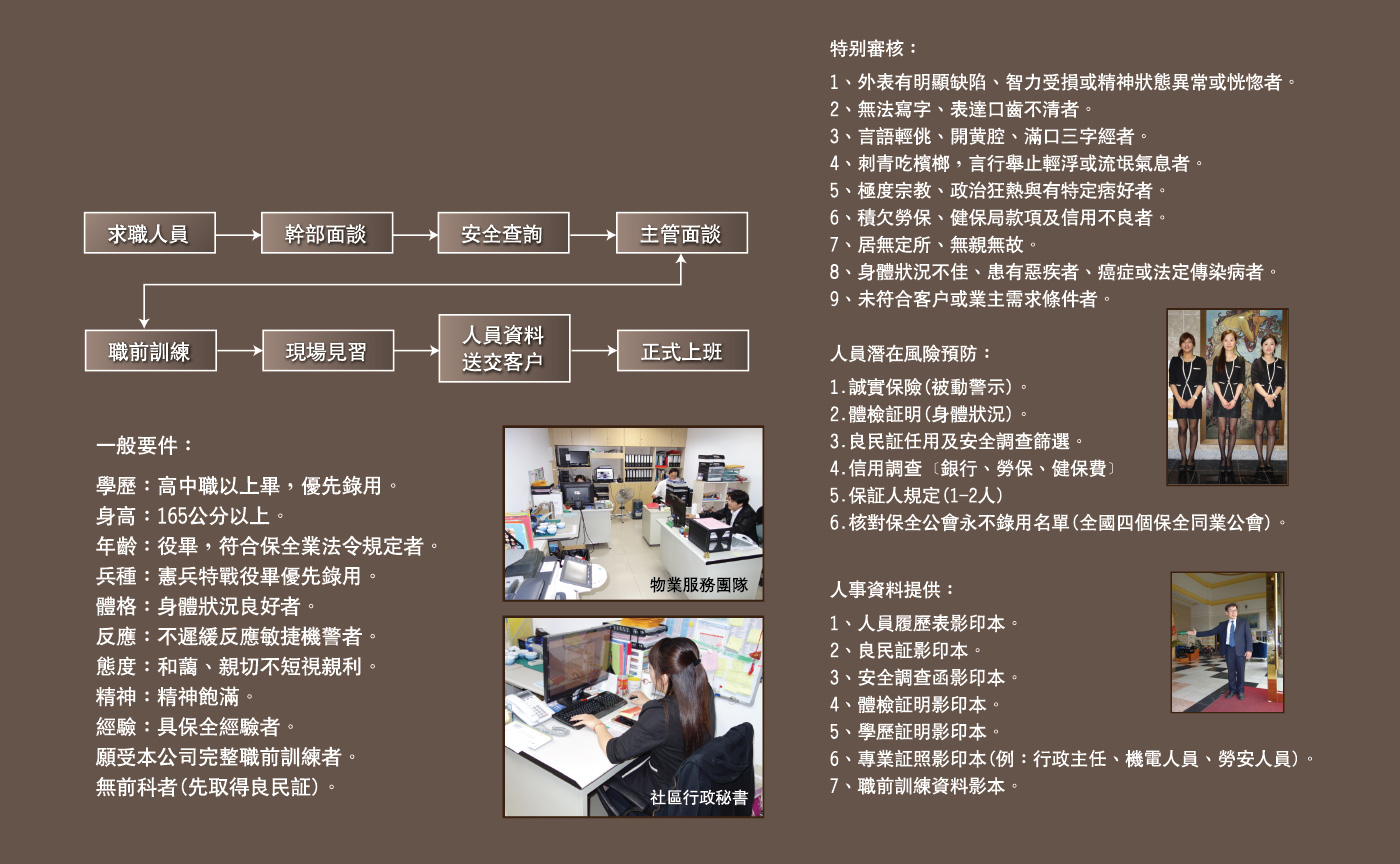 求職人員
幹部面談
安全查詢
主管面談
職前訓練
現場見習
人員資料
送交客户
正式上班
一般要件：
學歷：高中職以上畢，優先錄用。
身高：165公分以上。
年齡：役畢，符合保全業法令規定者。
兵種：憲兵特戰役畢優先錄用。
體格：身體狀況良好者。
反應：不遲緩反應敏捷機警者。
態度：和藹、親切不短視親利。
精神：精神飽滿。
經驗：具保全經驗者。
願受本公司完整職前訓練者。
無前科者(先取得良民証)。
物業服務團隊
社區行政秘書
特別審核：
1、外表有明顯缺陷、智力受損或精神狀態異常或恍惚者。
2、無法寫字、表達口齒不清者。
3、言語輕佻、開黄腔、滿口三字經者。
4、刺青吃檳榔，言行舉止輕浮或流氓氣息者。
5、極度宗教、政治狂熱與有特定痞好者。
6、積欠勞保、健保局款項及信用不良者。
7、居無定所、無親無故。
8、身體狀況不佳、患有惡疾者、癌症或法定傳染病者。
9、未符合客户或業主需求條件者。
人員潛在風險預防：
1.誠實保險(被動警示)。
2.體檢証明(身體狀況)。
3.良民証任用及安全調查篩選。
4.信用調查〔銀行、勞保、健保費〕
5.保証人規定(1-2人)
6.核對保全公會永不錄用名單(全國四個保全同業公會)。
人事資料提供：
1、人員履歷表影印本。
2、良民証影印本。
3、安全調查函影印本。
4、體檢証明影印本。
5、學歷証明影印本。
6、專業証照影印本(例：行政主任、機電人員、勞安人員)。
7、職前訓練資料影本。